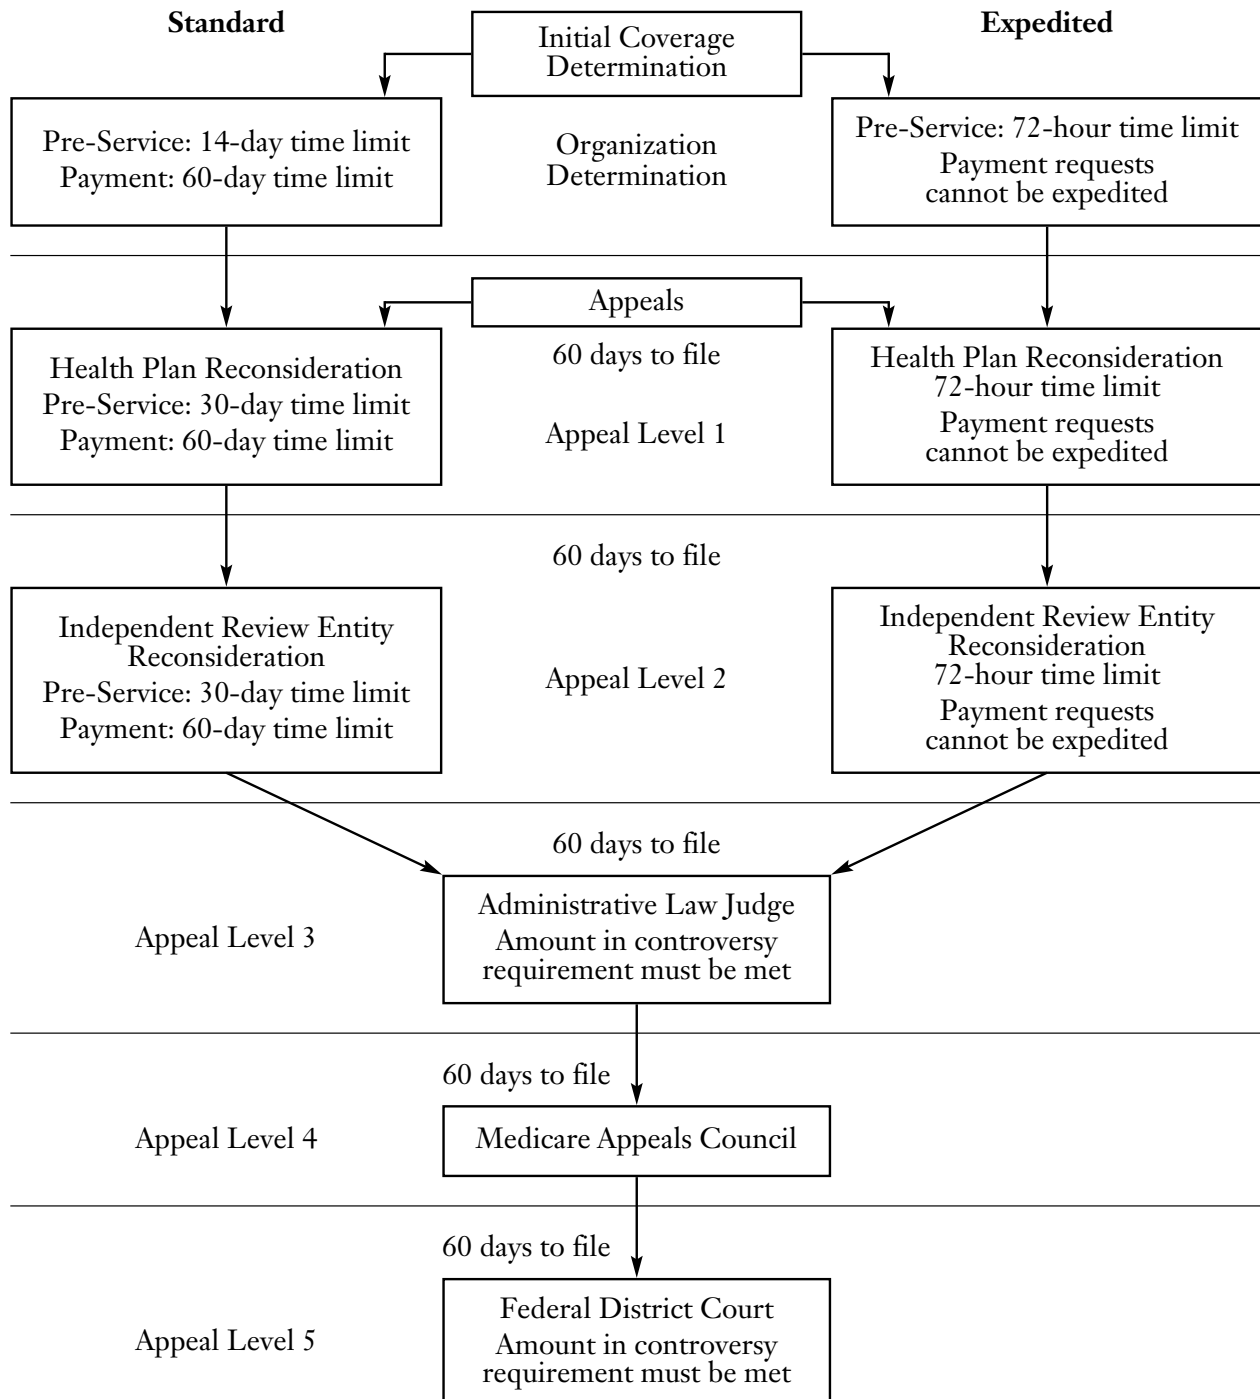 Standard
Initial Coverage
Determination
Expedited
Pre-Service: 14-day time limit
Payment: 60-day time limit
Organization
Determination
Pre-Service: 72-hour time limit
Payment requests
cannot be expedited
Appeals
Health Plan Reconsideration
Pre-Service: 30-day time limit
Payment: 60-day time limit
60 days to file
Appeal Level 1
Health Plan Reconsideration
72-hour time limit
Payment requests
cannot be expedited
60 days to file
Independent Review Entity
Reconsideration
Pre-Service: 30-day time limit
Payment: 60-day time limit
Appeal Level 2
Independent Review Entity
Reconsideration
72-hour time limit
Payment requests
cannot be expedited
60 days to file
Appeal Level 3
Administrative Law Judge
Amount in controversy
requirement must be met
60 days to file
Appeal Level 4
Medicare Appeals Council
60 days to file
Appeal Level 5
Federal District Court
Amount in controversy
requirement must be met